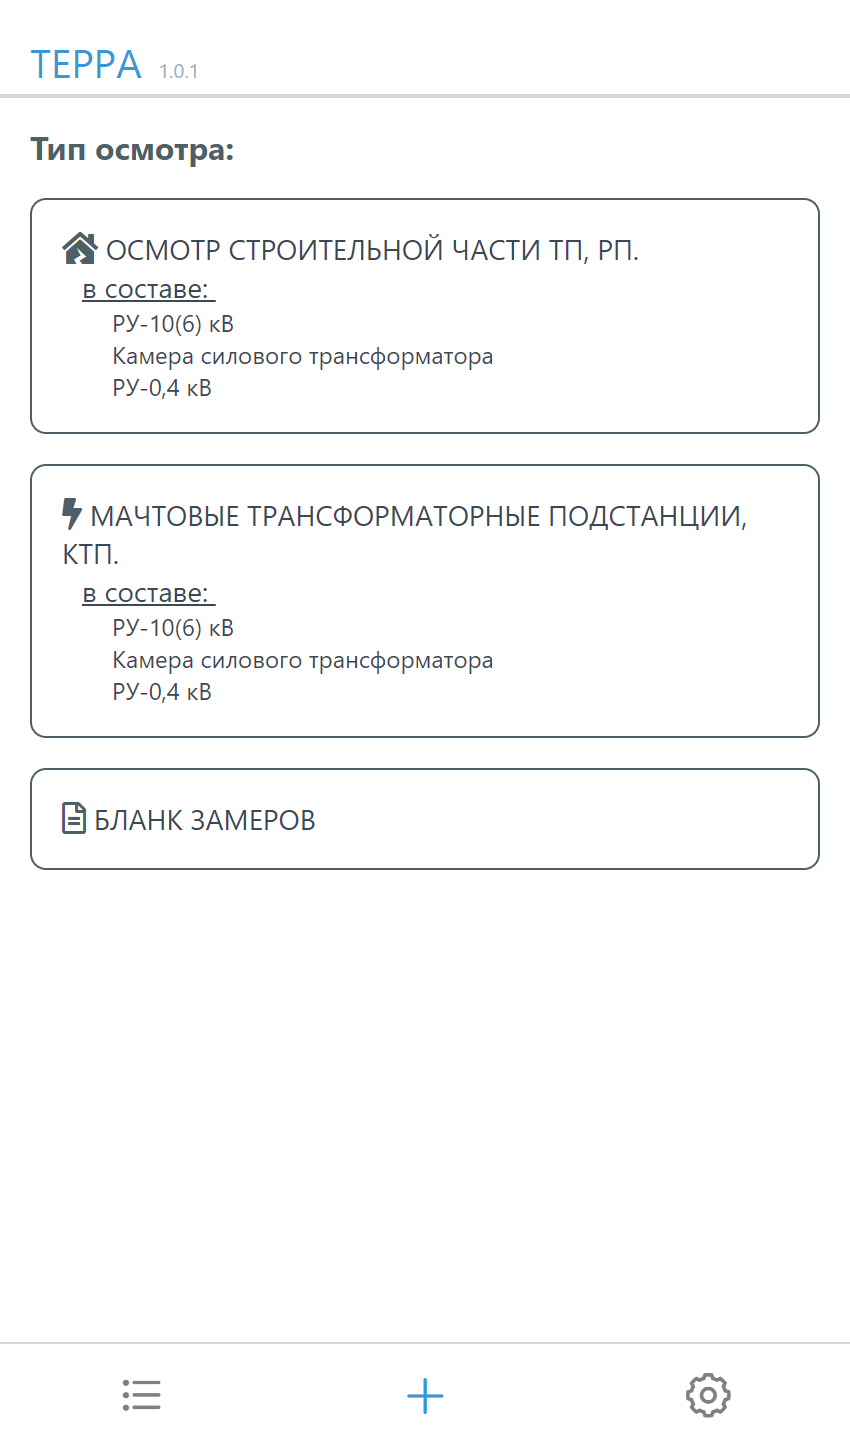 ТЕРРА 1.0.1
Тип осмотра:
ОСМОТР СТРОИТЕЛЬНОЙ ЧАСТИ ТП, РП.
в составе:
РУ-10(6) кВ
Камера силового трансформатора
РУ-0,4 кВ
МАЧТОВЫЕ ТРАНСФОРМАТОРНЫЕ ПОДСТАНЦИИ,
КТП.
в составе:
РУ-10(6) кВ
Камера силового трансформатора
РУ-0,4 кВ
БЛАНК ЗАМЕРОВ